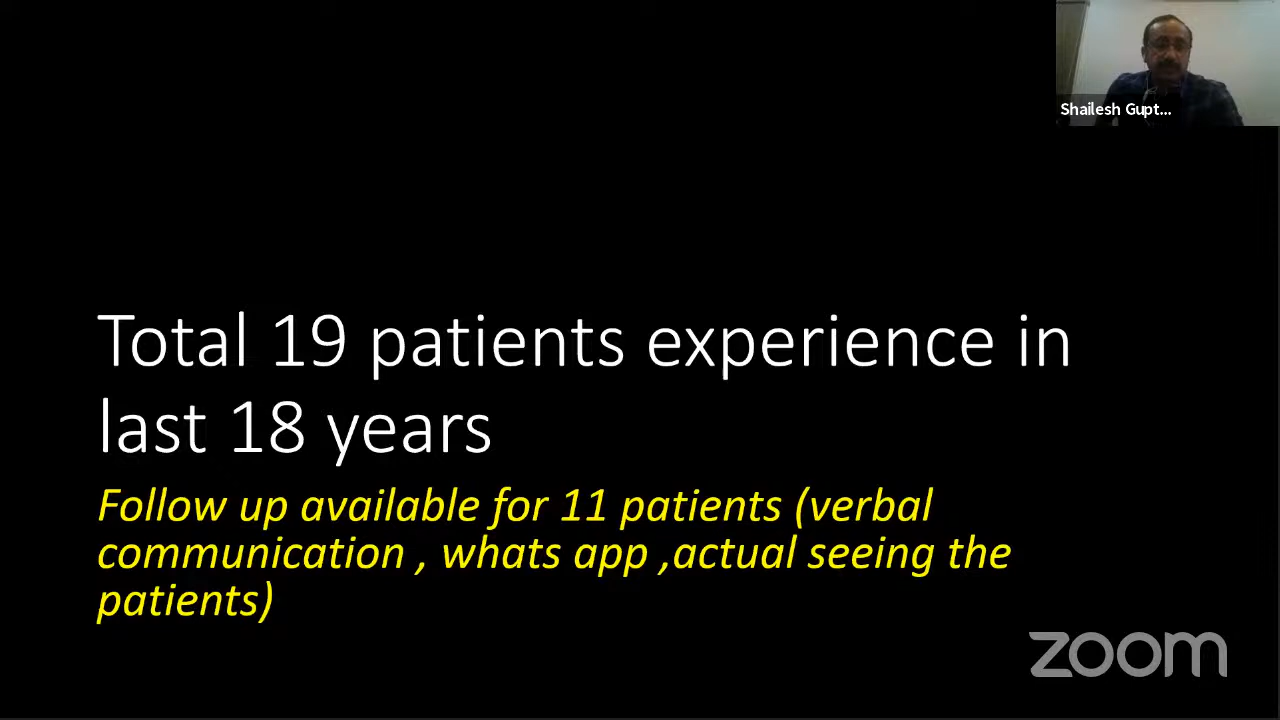 Shailesh Gupt...
Total 19 patients experience in
last 18 years
Follow up available for 11 patients (verbal
communication , whats app ,actual seeing the
patients)
zoom